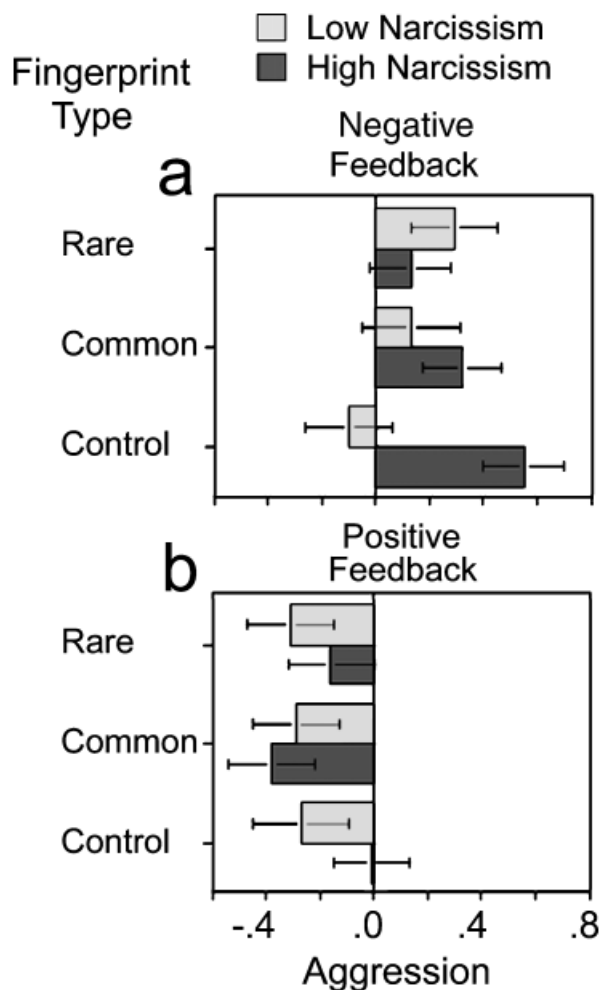 Low Narcissism
High Narcissism
Fingerprint
Type
Negative
Feedback
a
Rare
Common
Control
Positive
Feedback
b
Rare
Common
Control
-.4 .0 .4 .8
Aggression